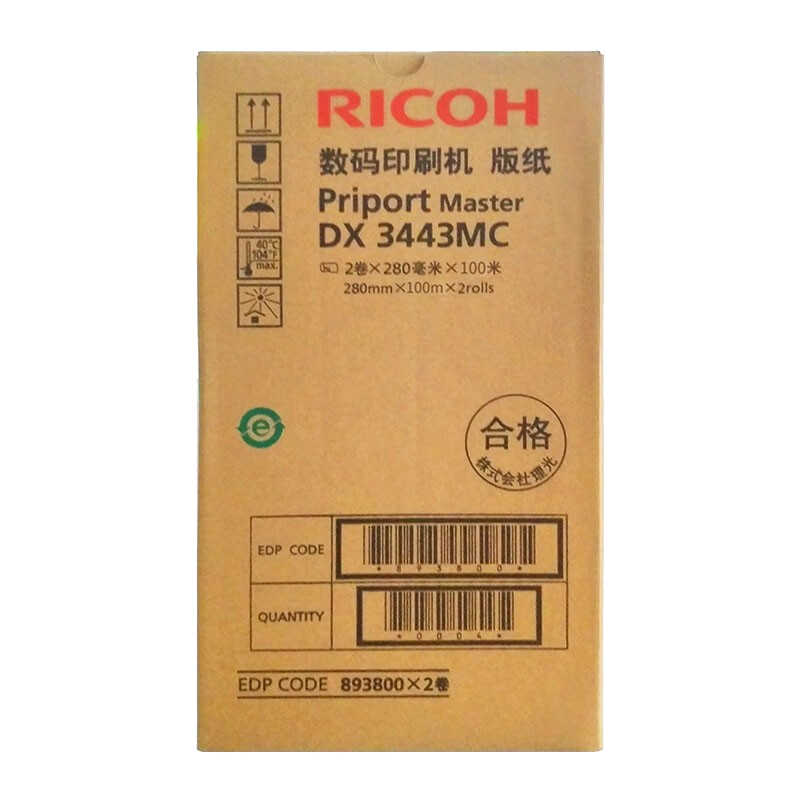 RICOH
数码印刷机 版纸
Priport Master
DX 3443MC
40℃
104°F
max.
2卷×280毫米×100米
280mm×100m×2rolls
e
合格
株式会社理光
EDP CODE
*893800*
QUANTITY
*0004*
EDP CODE 893800×2卷